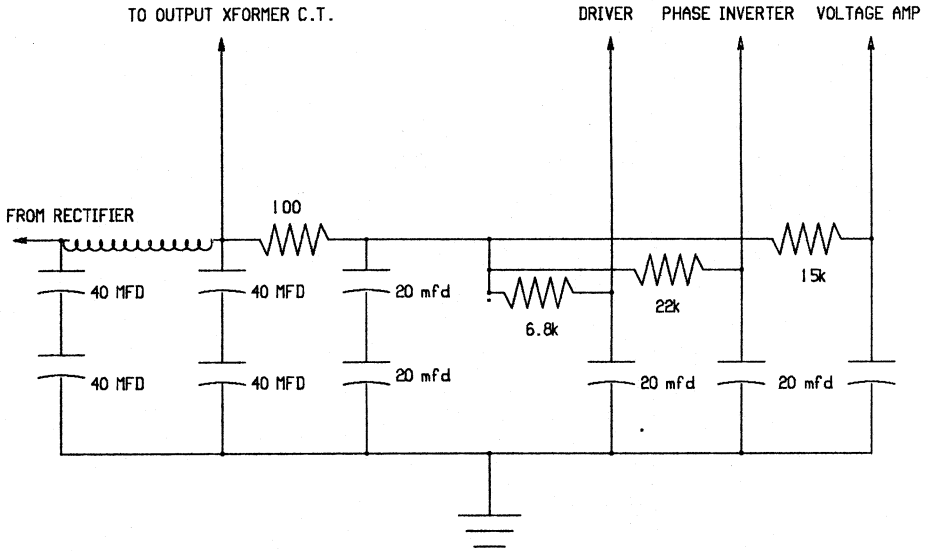 TO OUTPUT XFORMER C.T.
DRIVER
PHASE INVERTER
VOLTAGE AMP
FROM RECTIFIER
100
15k
22k
6.8k
40 MFD
40 MFD
20 mfd
40 MFD
40 MFD
20 mfd
20 mfd
20 mfd